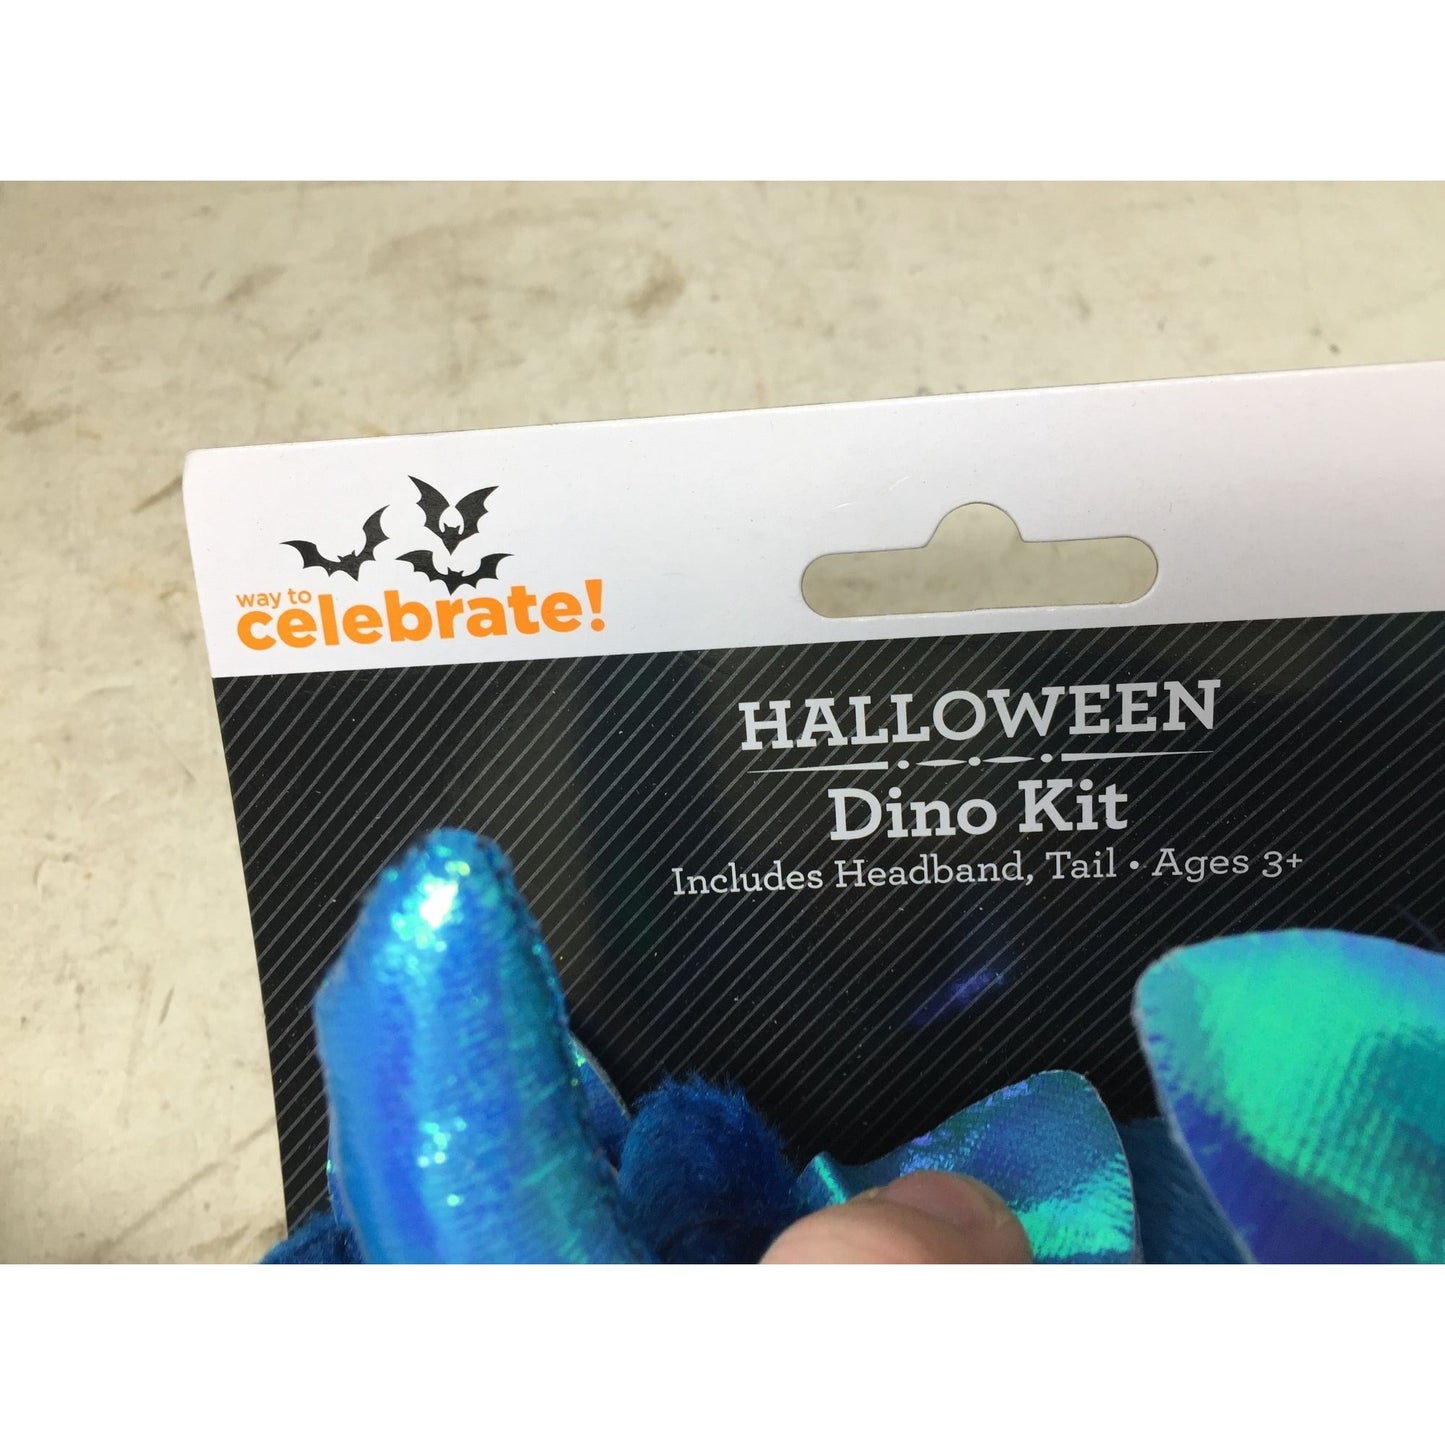 way to
celebrate!
HALLOWEEN
Dino Kit
Includes Headband, Tail • Ages 3+